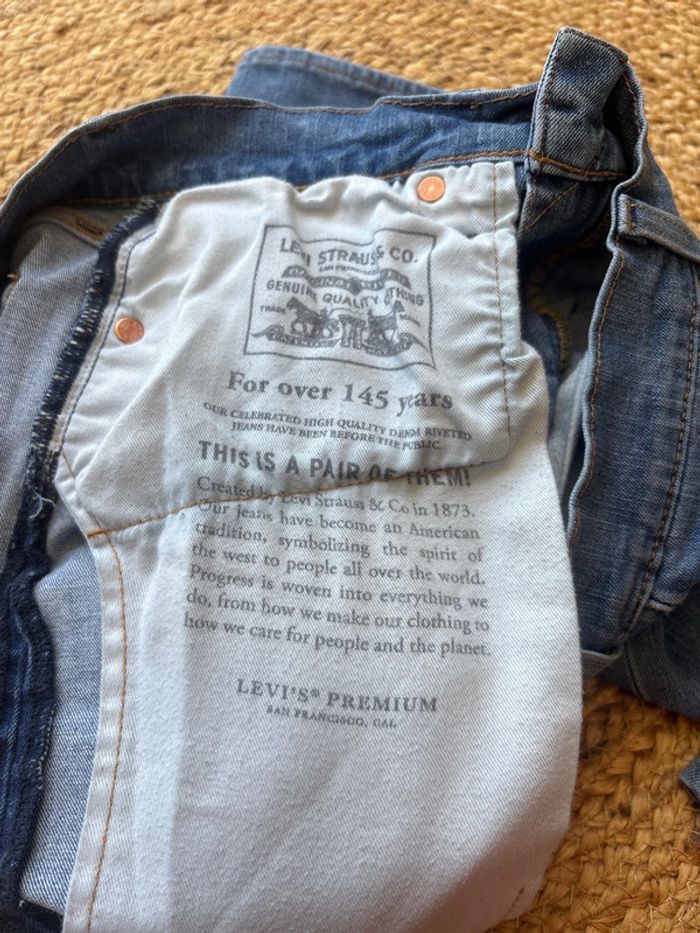 LEVI STRAUSS & CO.
SAN FRANCISCO, CAL.
GENUINE QUALITY CLOTHING
TRADE
For over 145 years
OUR CELEBRATED HIGH QUALITY DENIM RIVETED
JEANS HAVE BEEN BEFORE THE PUBLIC.
THIS IS A PAIR OF THEM!
Created by Levi Strauss & Co in 1873.
Our jeans have become an American
tradition, symbolizing the spirit of
the west to people all over the world.
Progress is woven into everything we
do, from how we make our clothing to
how we care for people and the planet.
LEVI'S® PREMIUM
SAN FRANCISCO, CAL